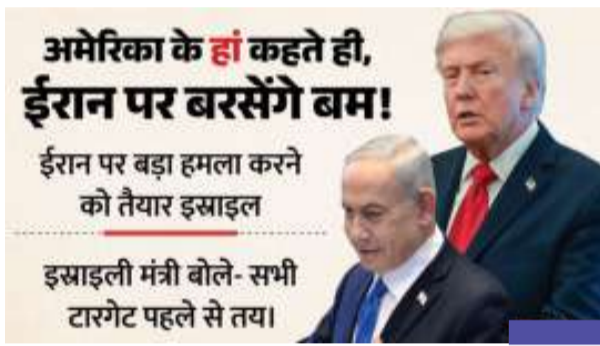 अमेरिका के हां कहते ही,
ईरान पर बरसेंगे बम!
ईरान पर बड़ा हमला करने
को तैयार इस्राइल
इस्राइली मंत्री बोले- सभी
टारगेट पहले से तय।